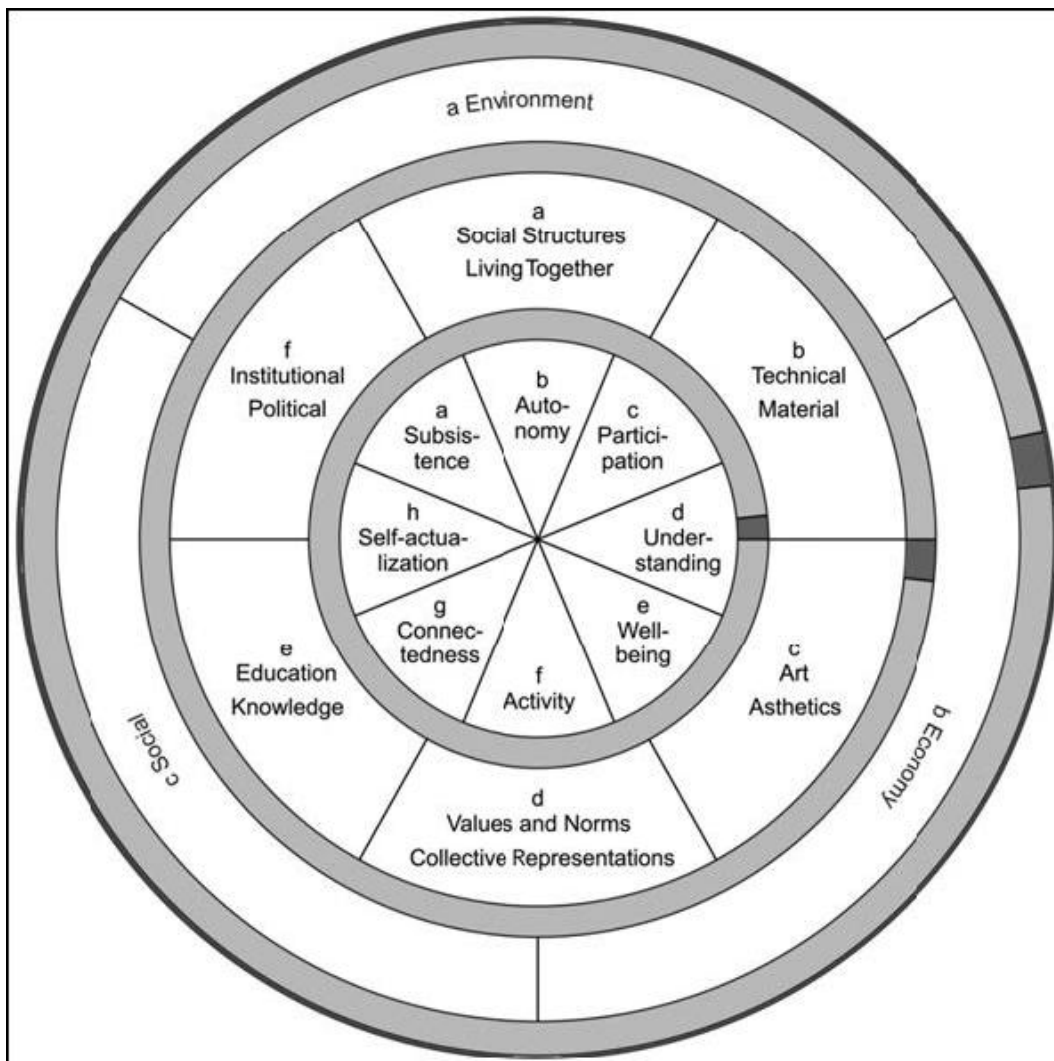 a Environment
b Economy
c Social
a
Social Structures
Living Together
b
Technical
Material
c
Art
Asthetics
d
Values and Norms
Collective Representations
e
Education
Knowledge
f
Institutional
Political
a
Subsis-
tence
b
Auto-
nomy
c
Partici-
pation
d
Under-
standing
e
Well-
being
f
Activity
g
Connec-
tedness
h
Self-actua-
lization